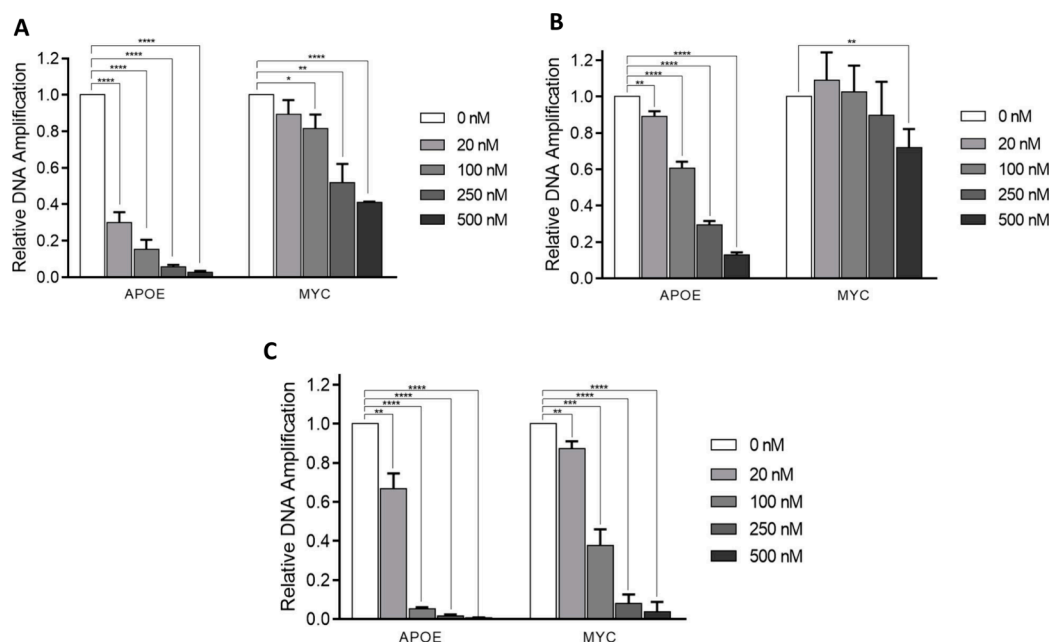 A
Relative DNA Amplification
1.2
1.0
0.8
0.6
0.4
0.2
0.0
****
****
****
****
****
**
*
APOE
MYC
0 nM
20 nM
100 nM
250 nM
500 nM
B
Relative DNA Amplification
1.2
1.0
0.8
0.6
0.4
0.2
0.0
****
****
****
**
**
APOE
MYC
0 nM
20 nM
100 nM
250 nM
500 nM
C
Relative DNA Amplification
1.2
1.0
0.8
0.6
0.4
0.2
0.0
****
****
****
**
****
****
***
**
APOE
MYC
0 nM
20 nM
100 nM
250 nM
500 nM